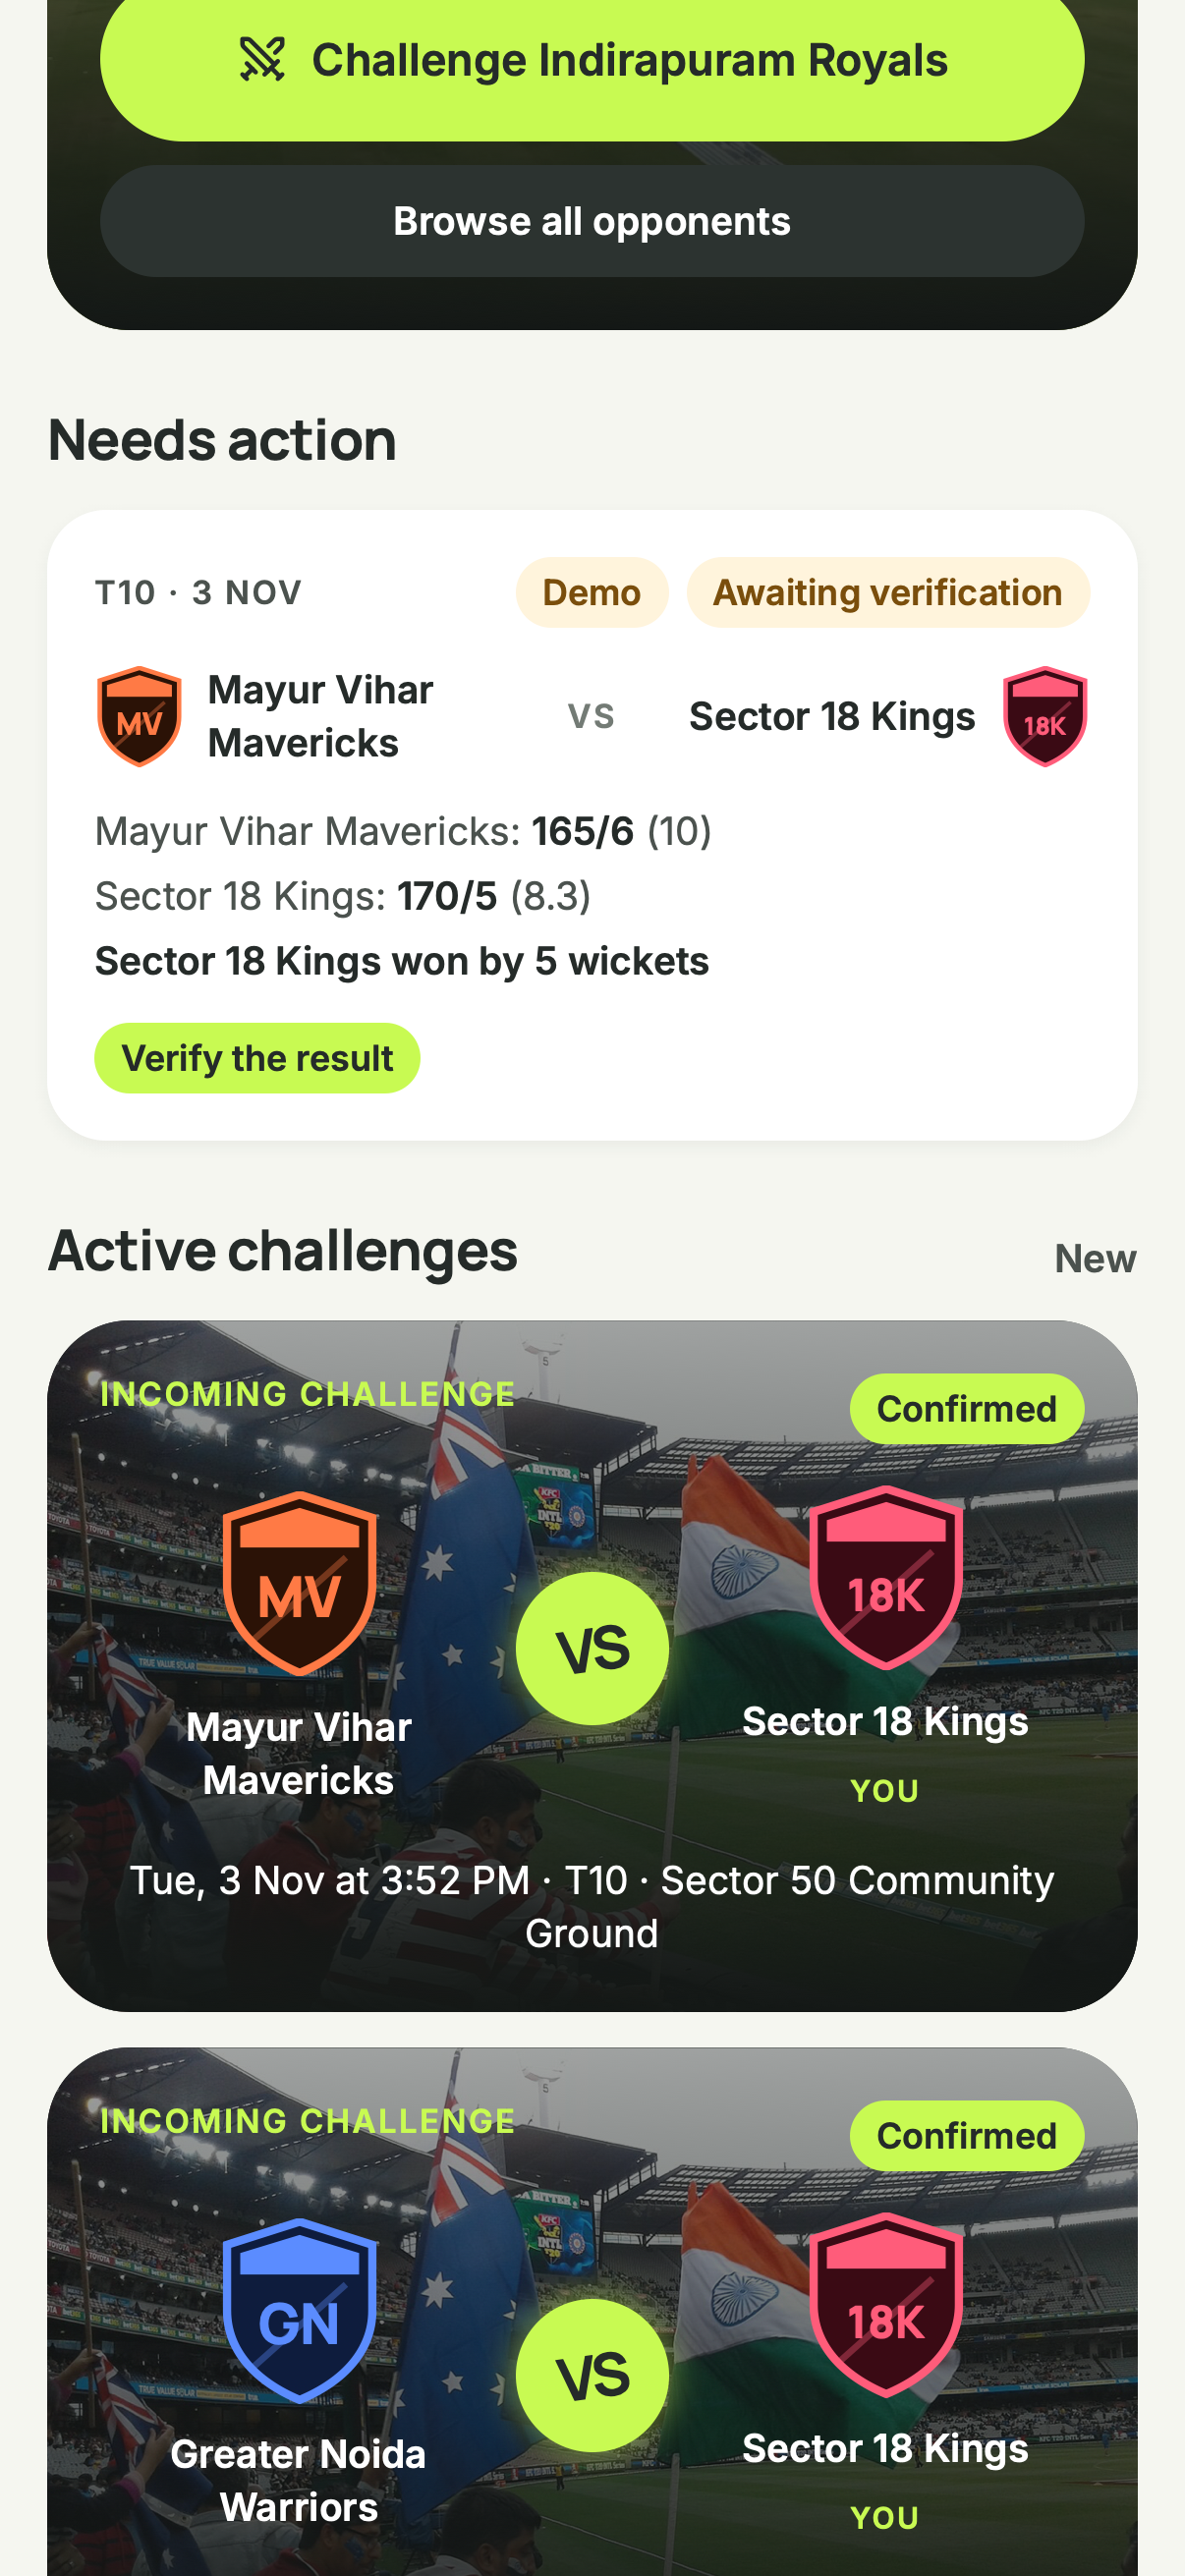 Challenge Indirapuram Royals
Browse all opponents
Needs action
T10 · 3 NOV
Demo
Awaiting verification
MV
Mayur Vihar
Mavericks
VS
Sector 18 Kings
18K
Mayur Vihar Mavericks: 165/6 (10)
Sector 18 Kings: 170/5 (8.3)
Sector 18 Kings won by 5 wickets
Verify the result
Active challenges
New
INCOMING CHALLENGE
Confirmed
MV
VS
18K
Mayur Vihar
Mavericks
Sector 18 Kings
YOU
Tue, 3 Nov at 3:52 PM · T10 · Sector 50 Community
Ground
INCOMING CHALLENGE
Confirmed
GN
VS
18K
Greater Noida
Warriors
Sector 18 Kings
YOU